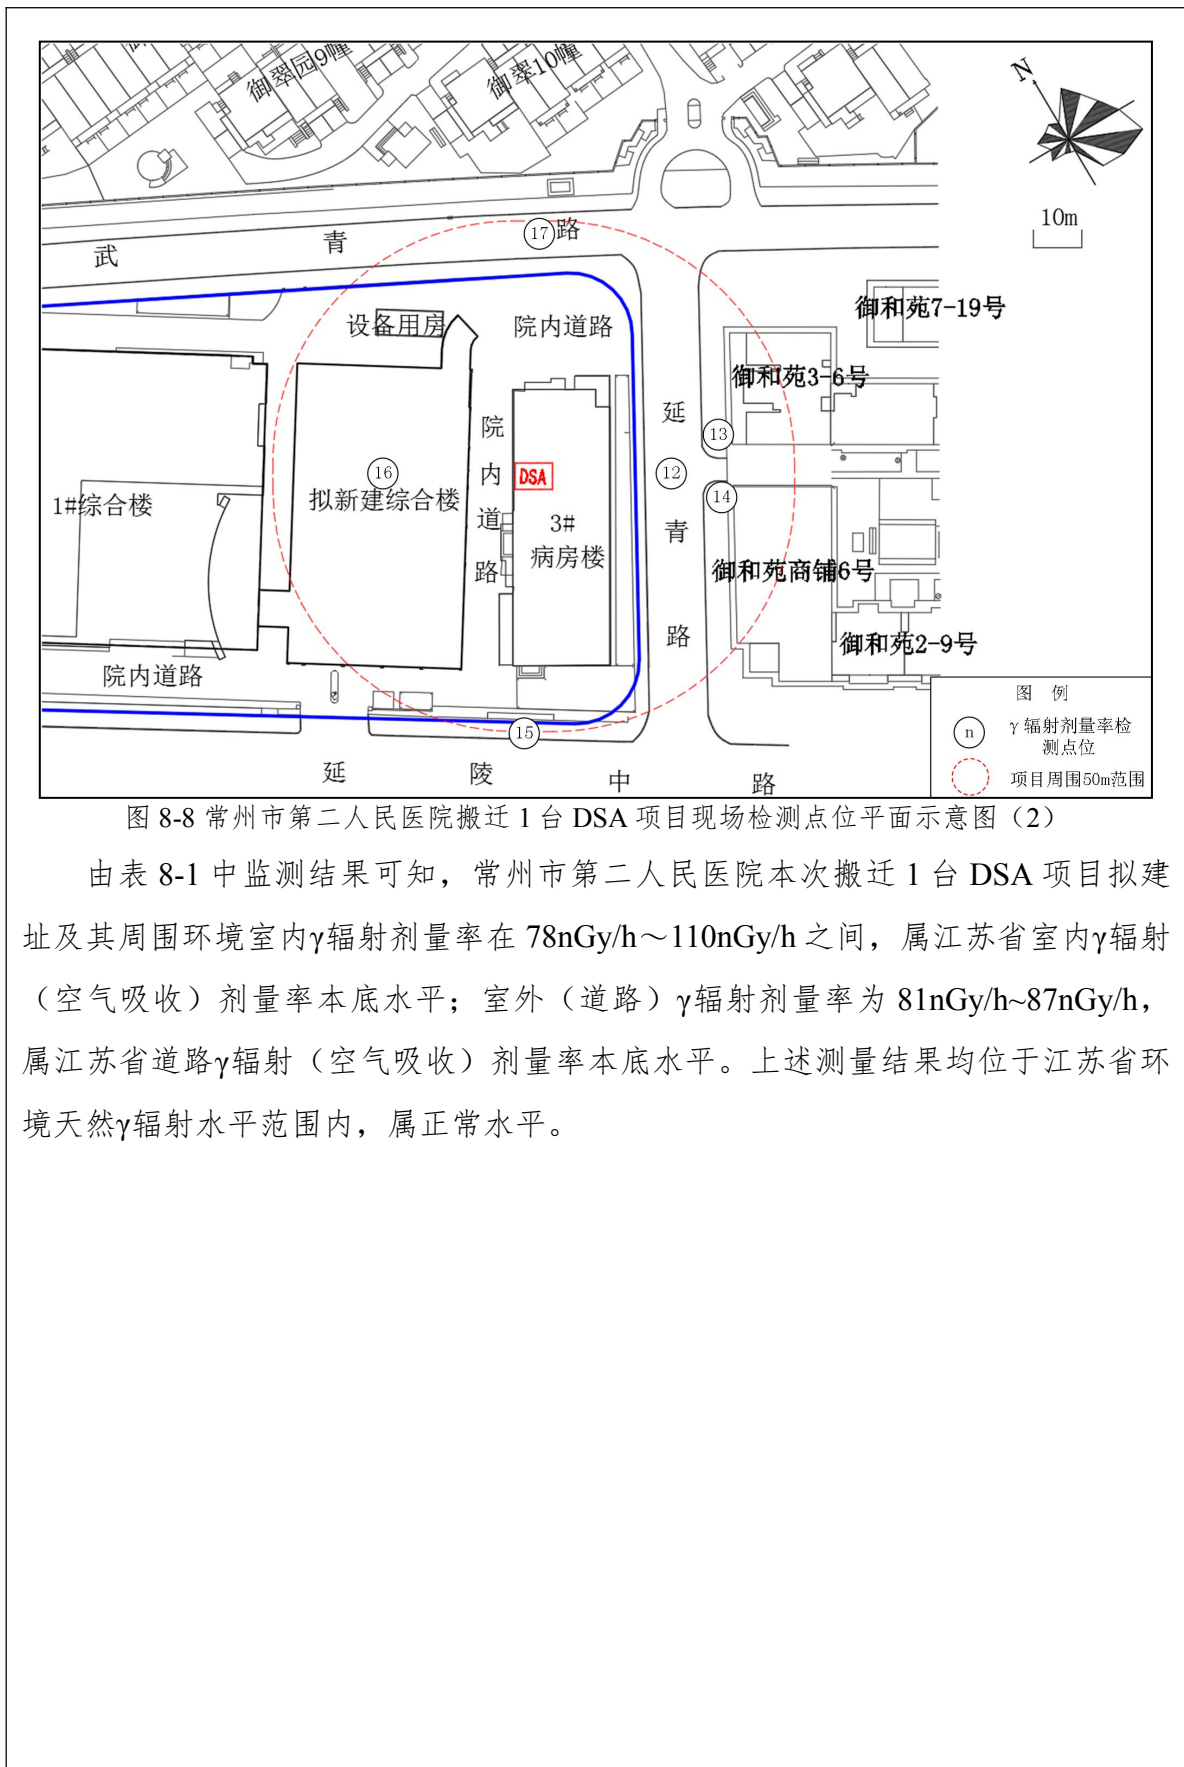 御翠园9幢
御翠10幢
N
10m
武
青
17
路
设备用房
院内道路
御和苑7-19号
御和苑3-6号
院
内
道
路
延
13
16
DSA
12
14
1#综合楼
拟新建综合楼
3#
病房楼
青
御和苑商铺6号
路
御和苑2-9号
院内道路
15
延
陵
中
路
图 例
n
γ辐射剂量率检
测点位
项目周围50m范围
图 8-8 常州市第二人民医院搬迁 1 台 DSA 项目现场检测点位平面示意图（2）
由表 8-1 中监测结果可知，常州市第二人民医院本次搬迁 1 台 DSA 项目拟建
址及其周围环境室内γ辐射剂量率在 78nGy/h～110nGy/h 之间，属江苏省室内γ辐射
（空气吸收）剂量率本底水平；室外（道路）γ辐射剂量率为 81nGy/h~87nGy/h，
属江苏省道路γ辐射（空气吸收）剂量率本底水平。上述测量结果均位于江苏省环
境天然γ辐射水平范围内，属正常水平。